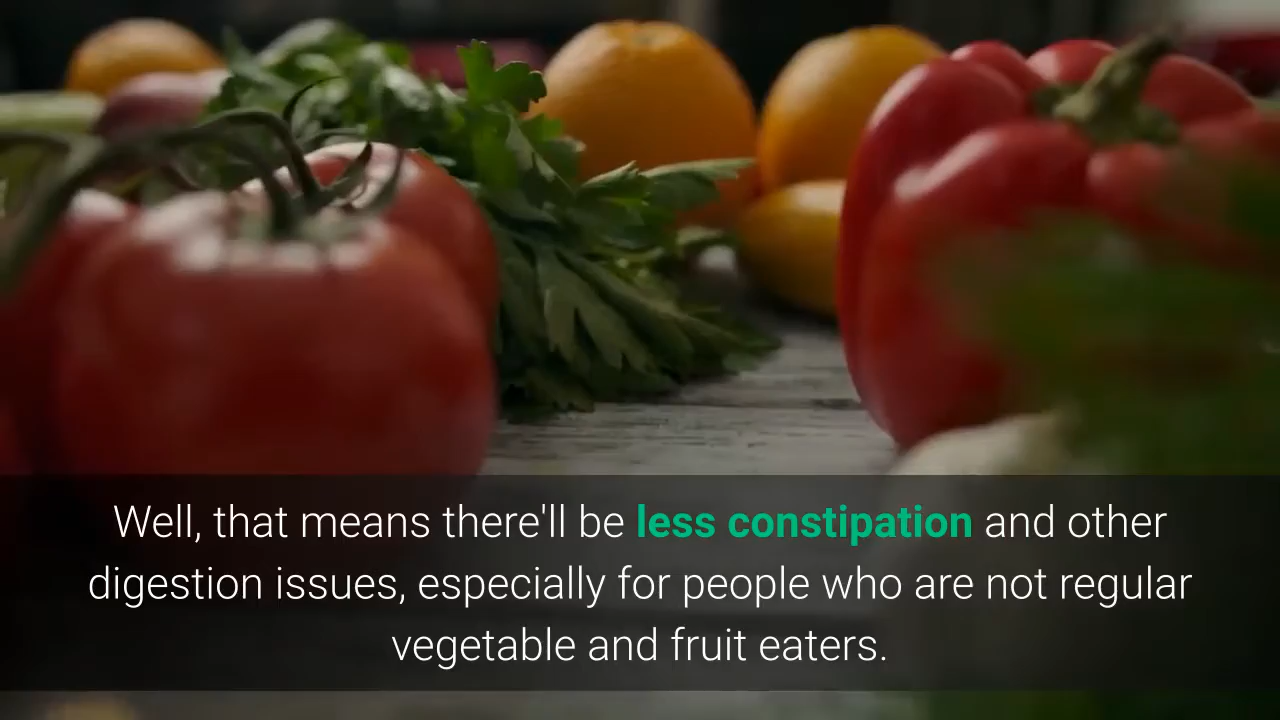 Well, that means there'll be less constipation and other
digestion issues, especially for people who are not regular
vegetable and fruit eaters.